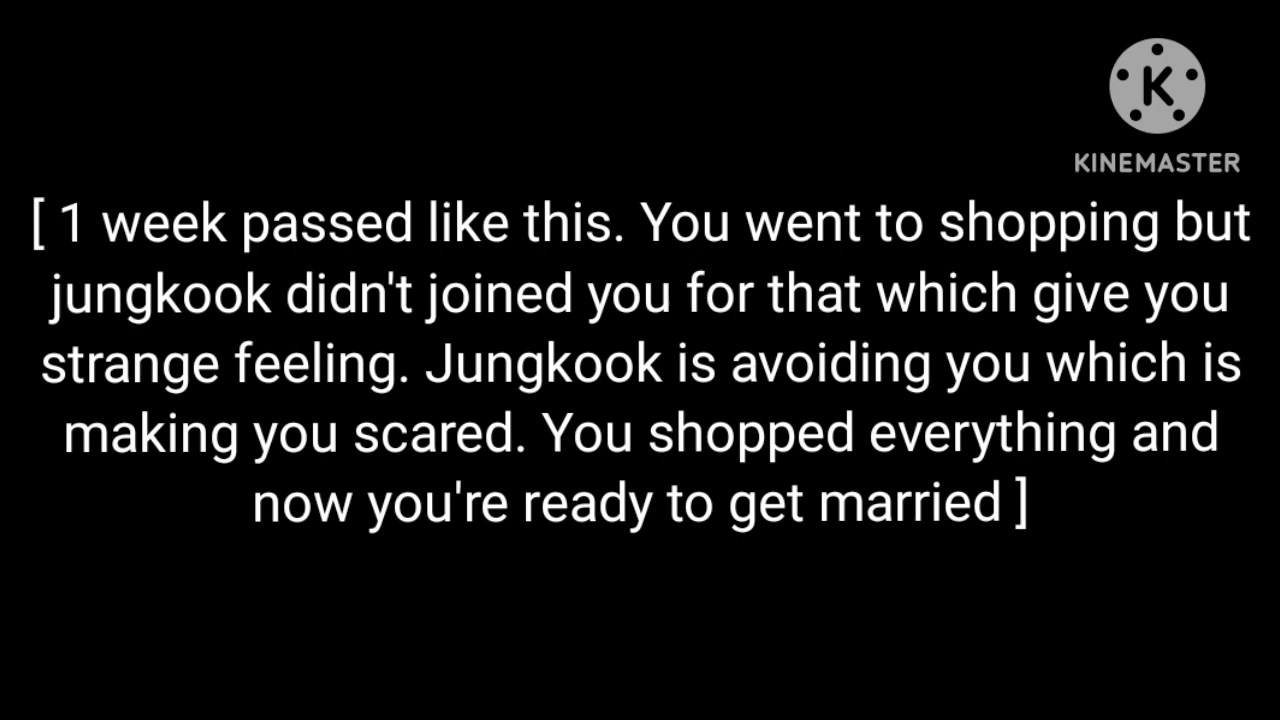 K
KINEMASTER
[ 1 week passed like this. You went to shopping but
jungkook didn't joined you for that which give you
strange feeling. Jungkook is avoiding you which is
making you scared. You shopped everything and
now you're ready to get married ]